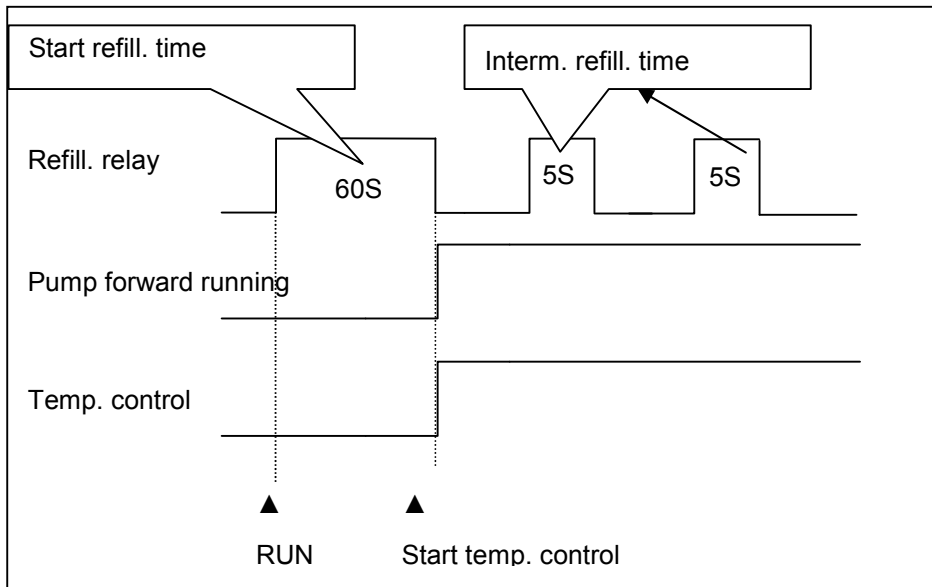 Start refill. time
Interm. refill. time
Refill. relay
60S
5S
5S
Pump forward running
Temp. control
RUN
Start temp. control